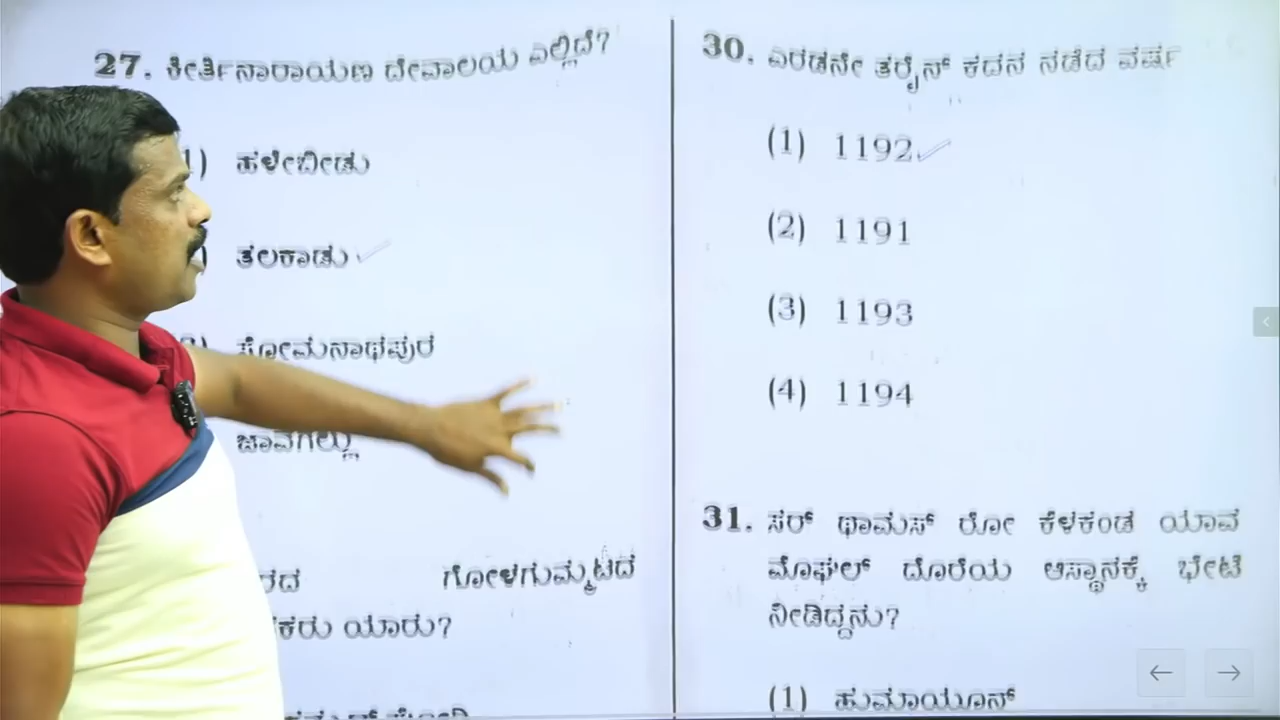 27. ಕೀರ್ತಿನಾರಾಯಣ ದೇವಾಲಯ ಎಲ್ಲಿದೆ?
1) ಹಳೇಬೀಡು
) ತಲಕಾಡು
ಸೋಮನಾಥಪುರ
ಜಾವಗಲ್ಲು
ಗೋಳಗುಮ್ಮಟದ
ಯಾರು?
30. ಎರಡನೇ ತರೈನ್ ಕದನ ನಡೆದ ವರ್ಷ
(1) 1192
(2) 1191
(3) 1193
(4) 1194
31. ಸರ್ ಥಾಮಸ್ ರೋ ಕೆಳಕಂಡ ಯಾವ
ಮೊಘಲ್ ದೊರೆಯ ಆಸ್ಥಾನಕ್ಕೆ ಭೇಟಿ
ನೀಡಿದ್ದನು?
(1) ಹುಮಾಯೂನ್